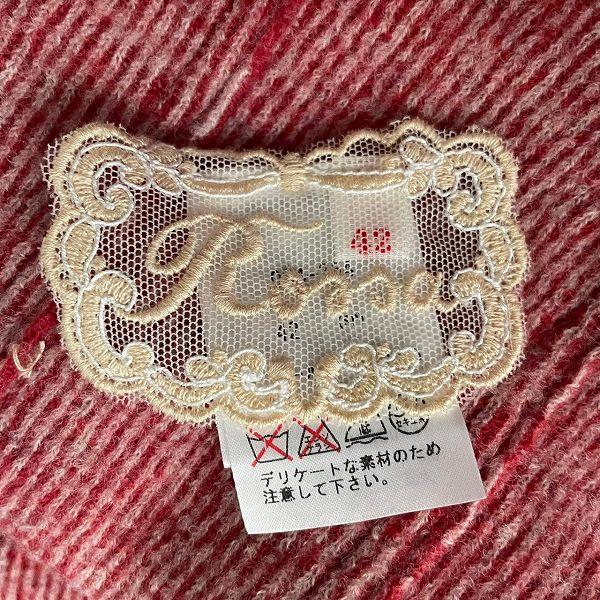 42
Rossa
デリケートな素材のため
注意して下さい。